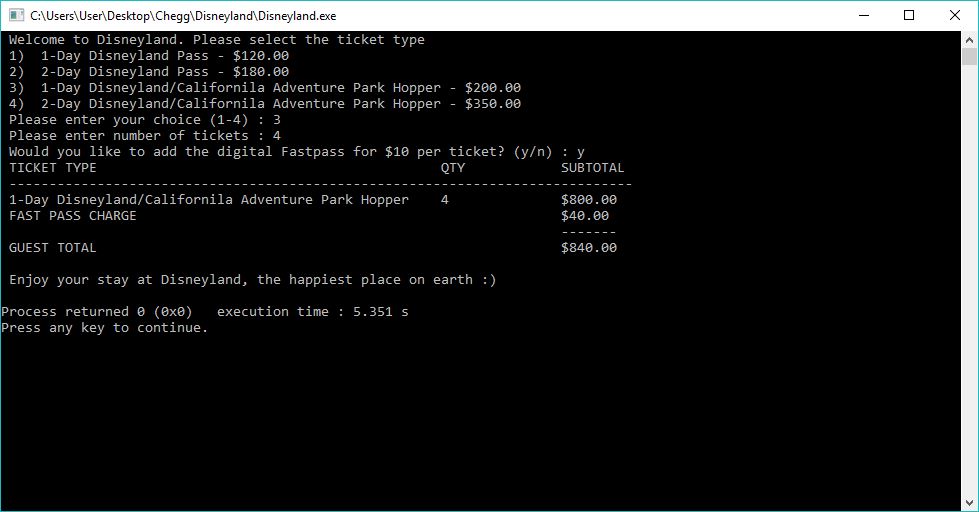 C:\Users\User\Desktop\Chegg\Disneyland\Disneyland.exe
Welcome to Disneyland. Please select the ticket type
1)  1-Day Disneyland Pass - $120.00
2)  2-Day Disneyland Pass - $180.00
3)  1-Day Disneyland/Californila Adventure Park Hopper - $200.00
4)  2-Day Disneyland/Californila Adventure Park Hopper - $350.00
Please enter your choice (1-4) : 3
Please enter number of tickets : 4
Would you like to add the digital Fastpass for $10 per ticket? (y/n) : y
TICKET TYPE                                           QTY            SUBTOTAL
------------------------------------------------------------------------------
1-Day Disneyland/Californila Adventure Park Hopper    4              $800.00
FAST PASS CHARGE                                                     $40.00
                                                                     -------
GUEST TOTAL                                                          $840.00
Enjoy your stay at Disneyland, the happiest place on earth :)
Process returned 0 (0x0)   execution time : 5.351 s
Press any key to continue.